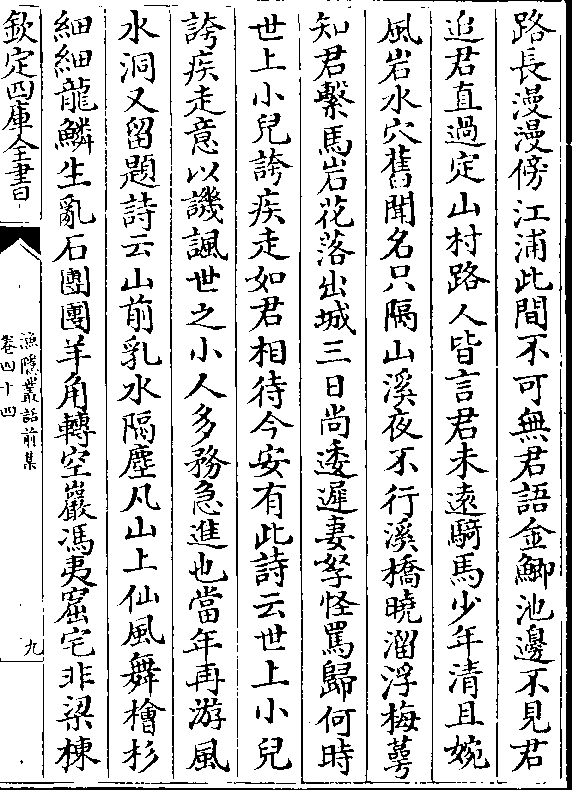 路長漫漫傍江浦此間不可無君語金鯽池邊不見君
追君直過定山村路人皆言君未遠騎馬少年清且婉
風岩水穴舊聞名只隔山溪夜不行溪橋曉溜浮梅萼
知君繫馬岩花落出城三日尚逶遲妻孥怪罵歸何時
世上小兒誇疾走如君相待今安有此詩云世上小兒
誇疾走意以譏諷世之小人多務急進也當年再游風
水洞又留題詩云山前乳水隔塵凡山上仙風舞檜杉
細細龍鱗生亂石團團羊角轉空巖馮夷窟宅非梁棟
欽定四庫全書
漁隱叢話前集
卷四十四
九